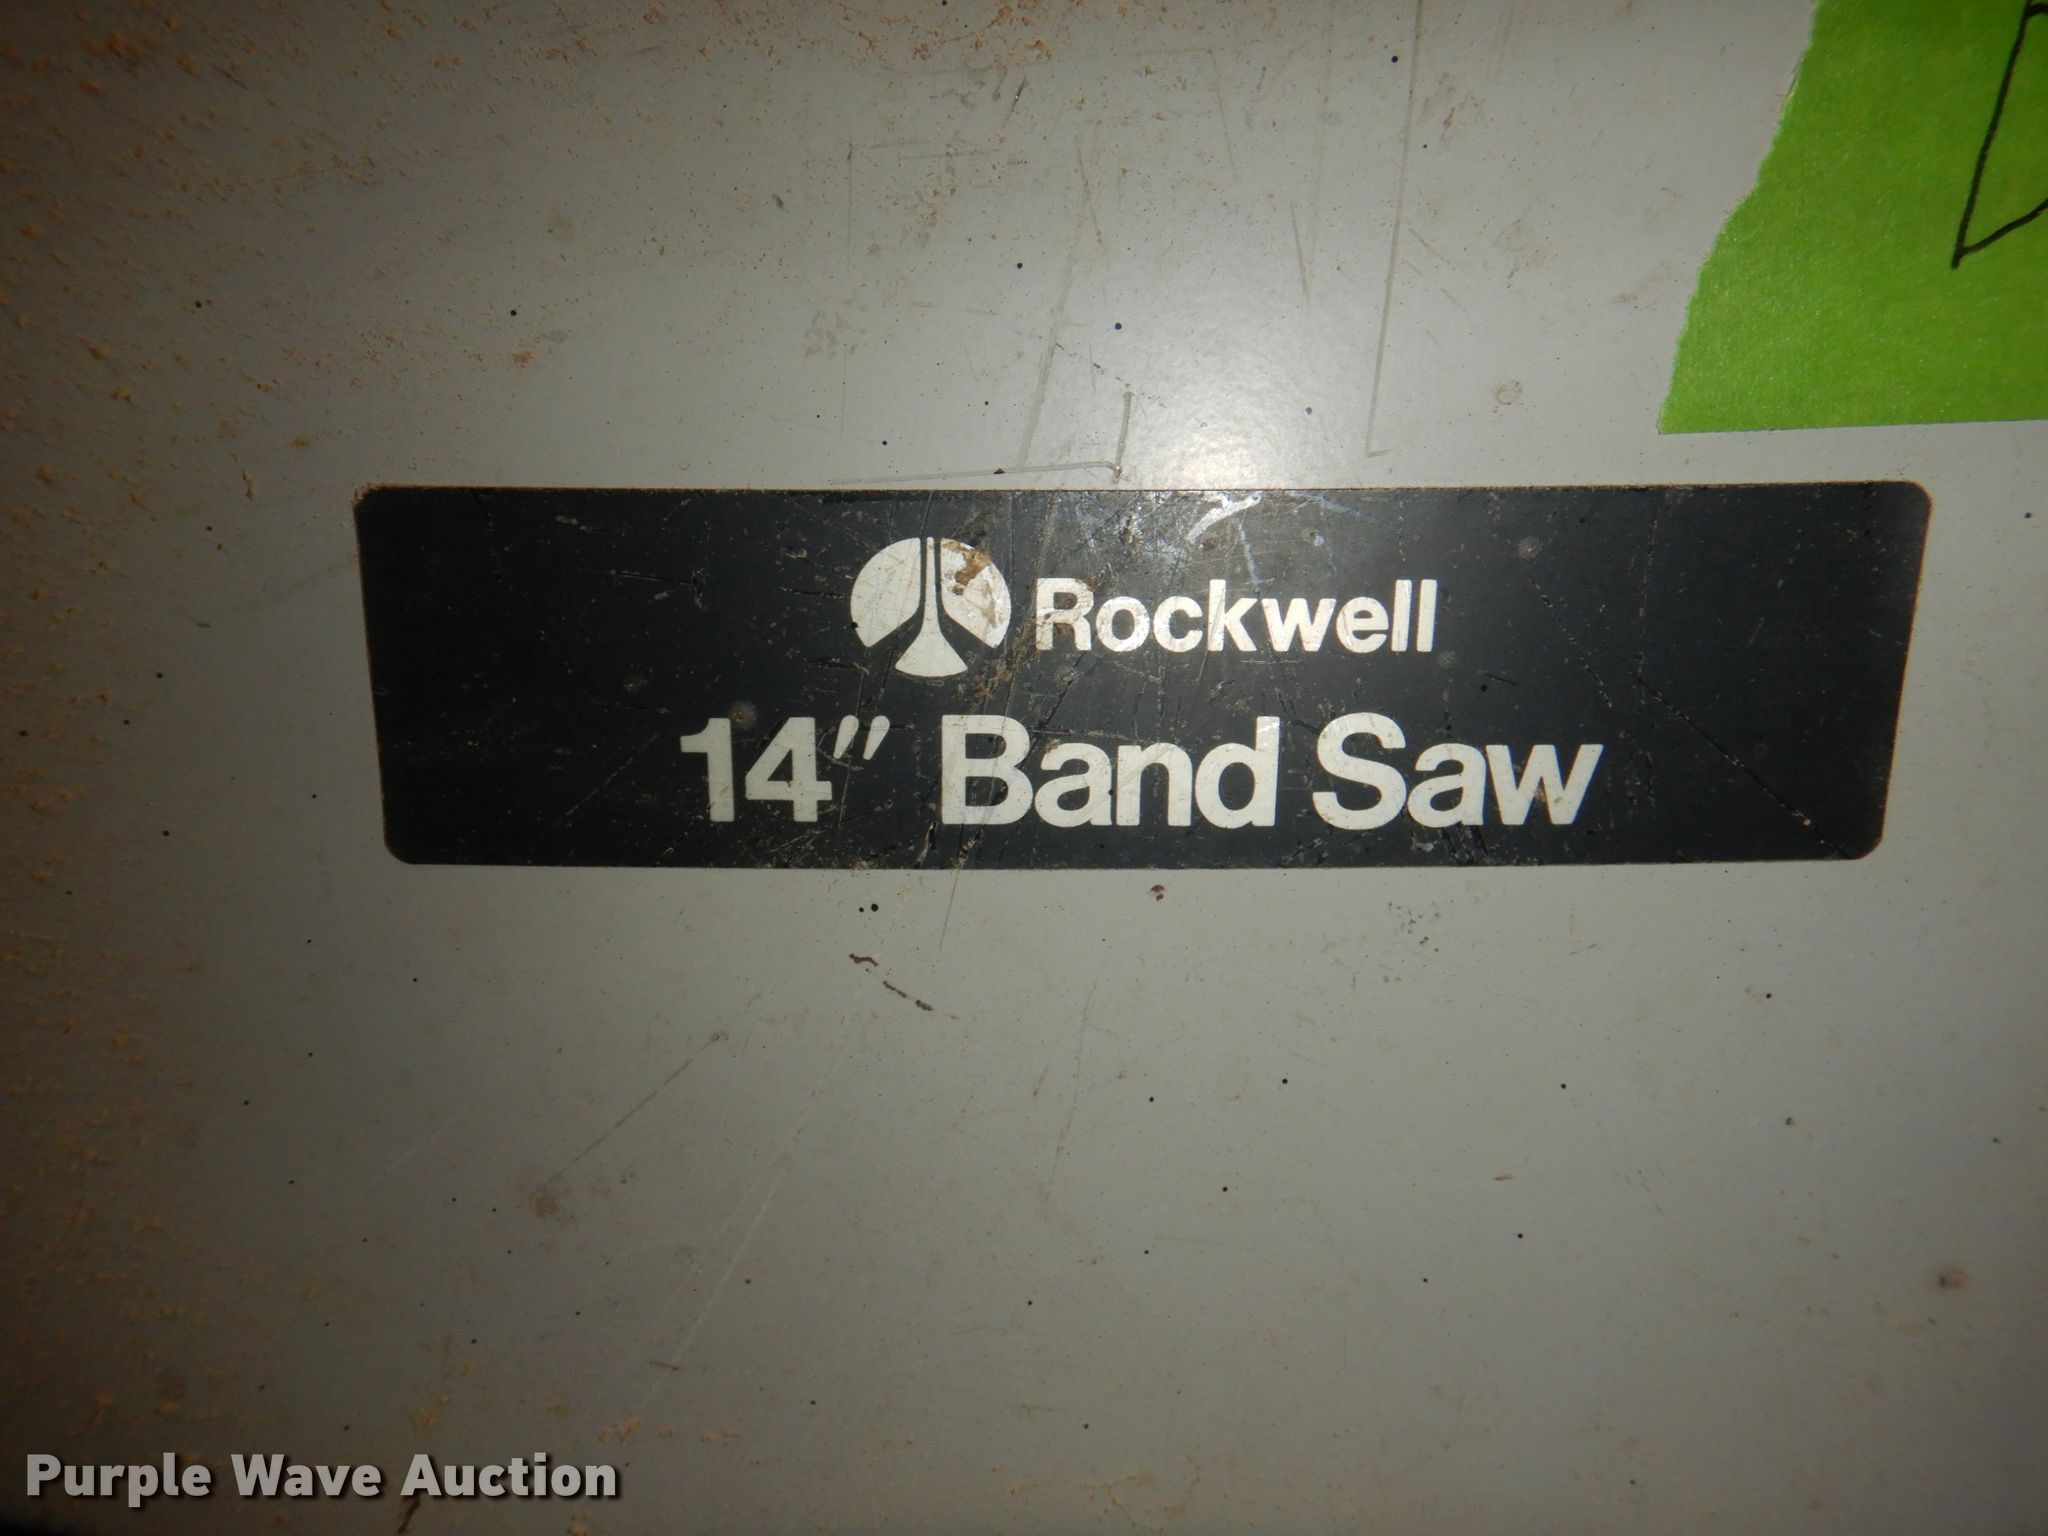 Rockwell
14" Band Saw
Purple Wave Auction